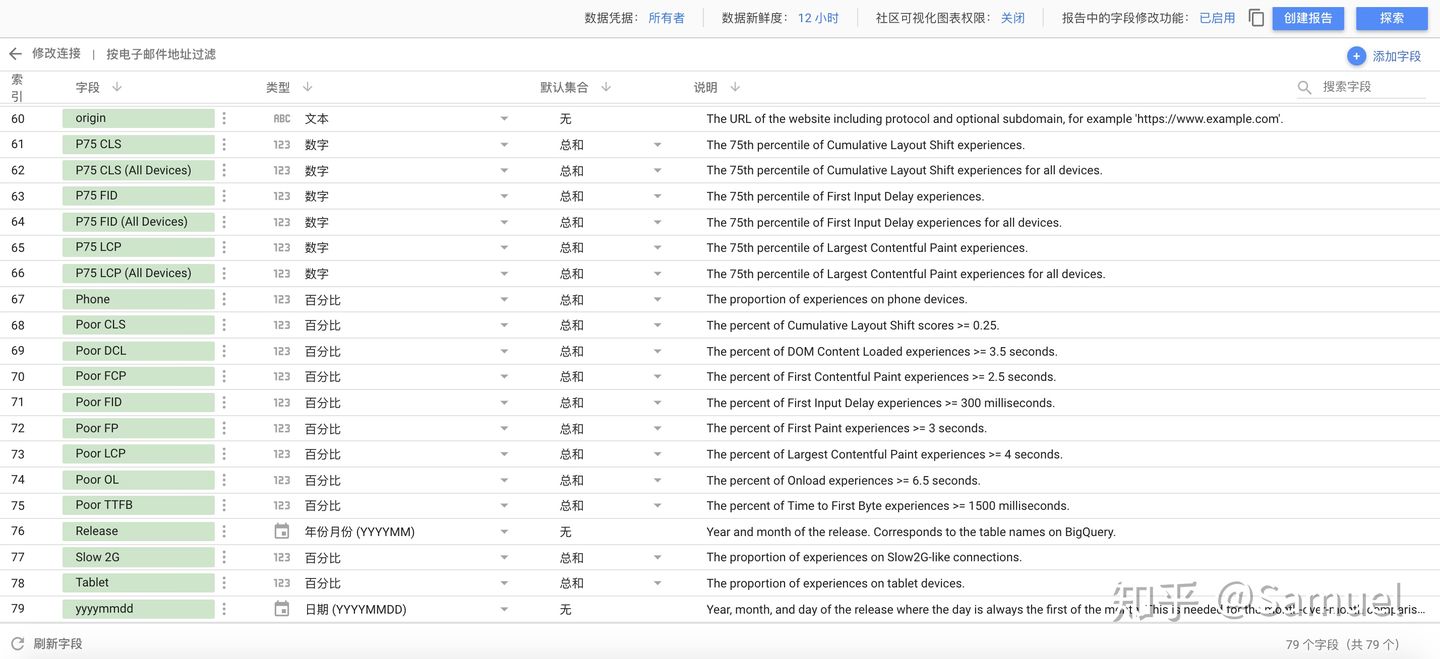 数据凭据： 所有者 数据新鲜度： 12 小时 社区可视化图表权限： 关闭 报告中的字段修改功能： 已启用 创建报告 探索
修改连接 | 按电子邮件地址过滤 添加字段
索引 字段 类型 默认集合 说明 搜索字段
60 origin ABC 文本 无 The URL of the website including protocol and optional subdomain, for example 'https://www.example.com'.
61 P75 CLS 123 数字 总和 The 75th percentile of Cumulative Layout Shift experiences.
62 P75 CLS (All Devices) 123 数字 总和 The 75th percentile of Cumulative Layout Shift experiences for all devices.
63 P75 FID 123 数字 总和 The 75th percentile of First Input Delay experiences.
64 P75 FID (All Devices) 123 数字 总和 The 75th percentile of First Input Delay experiences for all devices.
65 P75 LCP 123 数字 总和 The 75th percentile of Largest Contentful Paint experiences.
66 P75 LCP (All Devices) 123 数字 总和 The 75th percentile of Largest Contentful Paint experiences for all devices.
67 Phone 123 百分比 总和 The proportion of experiences on phone devices.
68 Poor CLS 123 百分比 总和 The percent of Cumulative Layout Shift scores >= 0.25.
69 Poor DCL 123 百分比 总和 The percent of DOM Content Loaded experiences >= 3.5 seconds.
70 Poor FCP 123 百分比 总和 The percent of First Contentful Paint experiences >= 2.5 seconds.
71 Poor FID 123 百分比 总和 The percent of First Input Delay experiences >= 300 milliseconds.
72 Poor FP 123 百分比 总和 The percent of First Paint experiences >= 3 seconds.
73 Poor LCP 123 百分比 总和 The percent of Largest Contentful Paint experiences >= 4 seconds.
74 Poor OL 123 百分比 总和 The percent of Onload experiences >= 6.5 seconds.
75 Poor TTFB 123 百分比 总和 The percent of Time to First Byte experiences >= 1500 milliseconds.
76 Release 年份月份 (YYYYMM) 无 Year and month of the release. Corresponds to the table names on BigQuery.
77 Slow 2G 123 百分比 总和 The proportion of experiences on Slow2G-like connections.
78 Tablet 123 百分比 总和 The proportion of experiences on tablet devices.
79 yyyymmdd 日期 (YYYYMMDD) 无 Year, month, and day of the release where the day is always the first of the month. This is needed for the month-over-month comparis...
知乎 @Samuel
刷新字段 79 个字段（共 79 个）